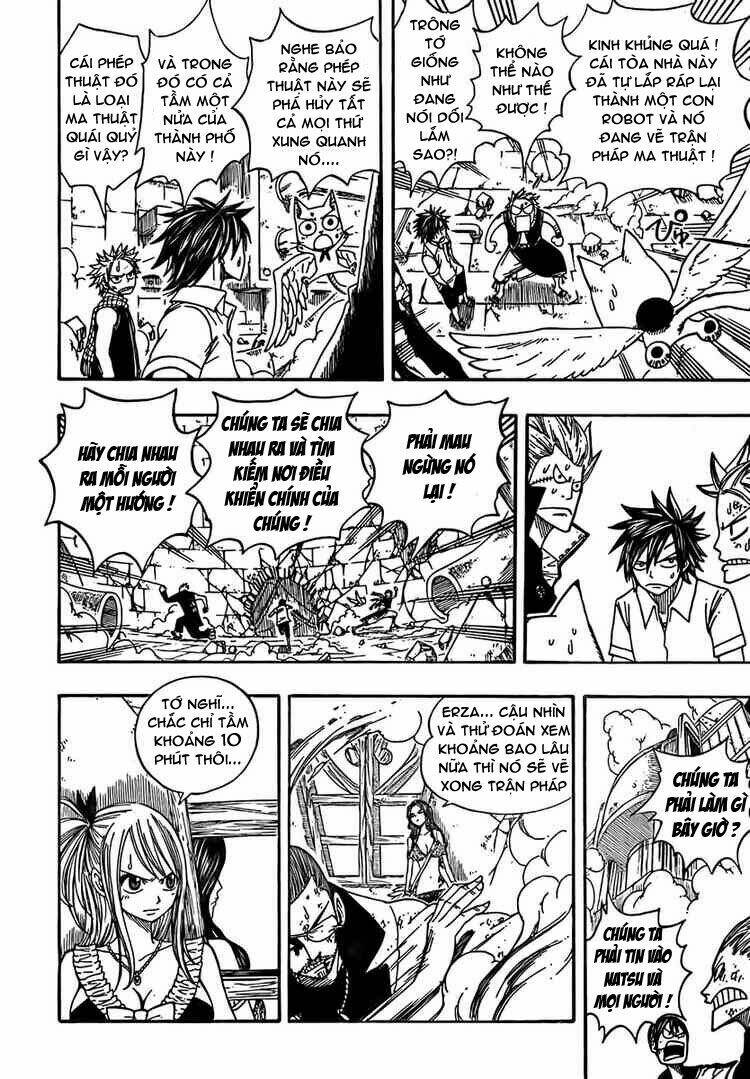 KINH KHỦNG QUÁ !
CÁI TÒA NHÀ NÀY
ĐÃ TỰ LẮP RÁP LẠI
THÀNH MỘT CON
ROBOT VÀ NÓ
ĐANG VẼ TRẬN
PHÁP MA THUẬT !
KHÔNG
THỂ NÀO
NHƯ THẾ
ĐƯỢC !
TRÔNG
TỚ
GIỐNG
NHƯ
ĐANG
NÓI DỐI
LẮM
SAO?!
NGHE BẢO
RẰNG PHÉP
THUẬT NÀY SẼ
PHÁ HỦY TẤT
CẢ MỌI THỨ
XUNG QUANH
NÓ....
VÀ TRONG
ĐÓ CÓ CẢ
TẦM MỘT
NỬA CỦA
THÀNH PHỐ
NÀY !
CÁI PHÉP
THUẬT ĐÓ
LÀ LOẠI
MA THUẬT
QUÁI QUỶ
GÌ VẬY?
PHẢI MAU
NGỪNG NÓ
LẠI !
CHÚNG TA SẼ CHIA
NHAU RA VÀ TÌM
KIẾM NƠI ĐIỀU
KHIỂN CHÍNH CỦA
CHÚNG !
HÃY CHIA NHAU
RA MỖI NGƯỜI
MỘT HƯỚNG !
CHÚNG TA
PHẢI LÀM GÌ
BÂY GIỜ ?
CHÚNG TA
PHẢI TIN VÀO
NATSU VÀ
MỌI NGƯỜI !
ERZA... CẬU NHÌN
VÀ THỬ ĐOÁN XEM
KHOẢNG BAO LÂU
NỮA THÌ NÓ SẼ VẼ
XONG TRẬN PHÁP
TỚ NGHĨ...
CHẮC CHỈ TẦM
KHOẢNG 10
PHÚT THÔI...